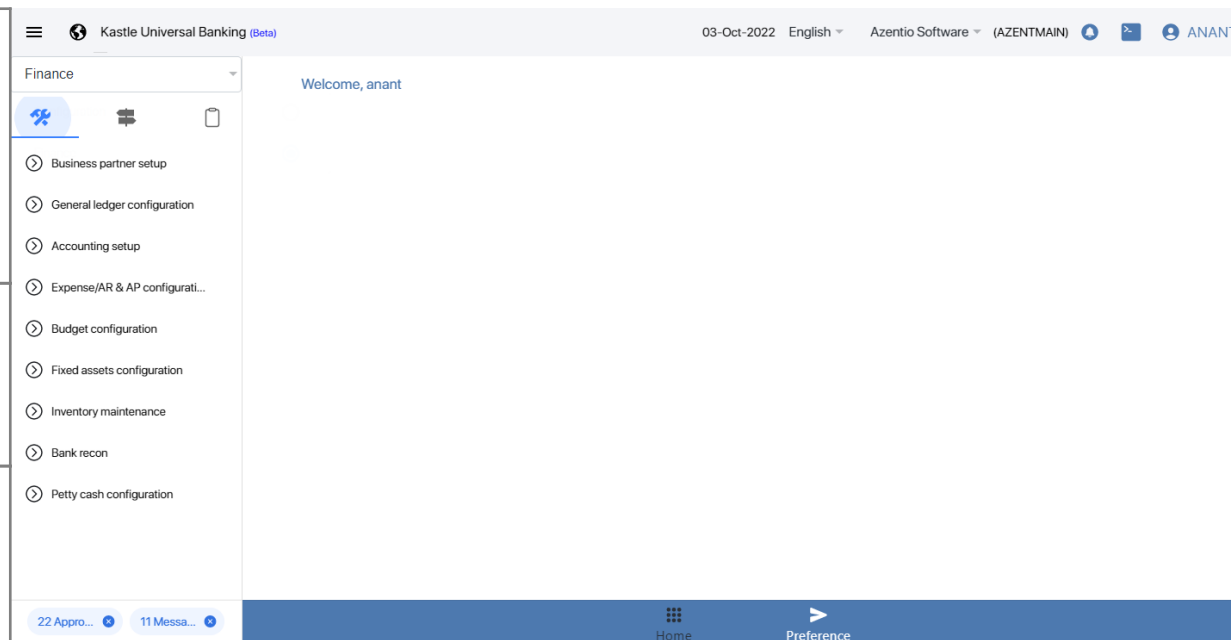 Kastle Universal Banking (Beta)
03-Oct-2022 English Azentio Software (AZENTMAIN) ANANT
Finance
Welcome, anant
Business partner setup
General ledger configuration
Accounting setup
Expense/AR & AP configurati...
Budget configuration
Fixed assets configuration
Inventory maintenance
Bank recon
Petty cash configuration
22 Appro... 11 Messa...
Home Preference